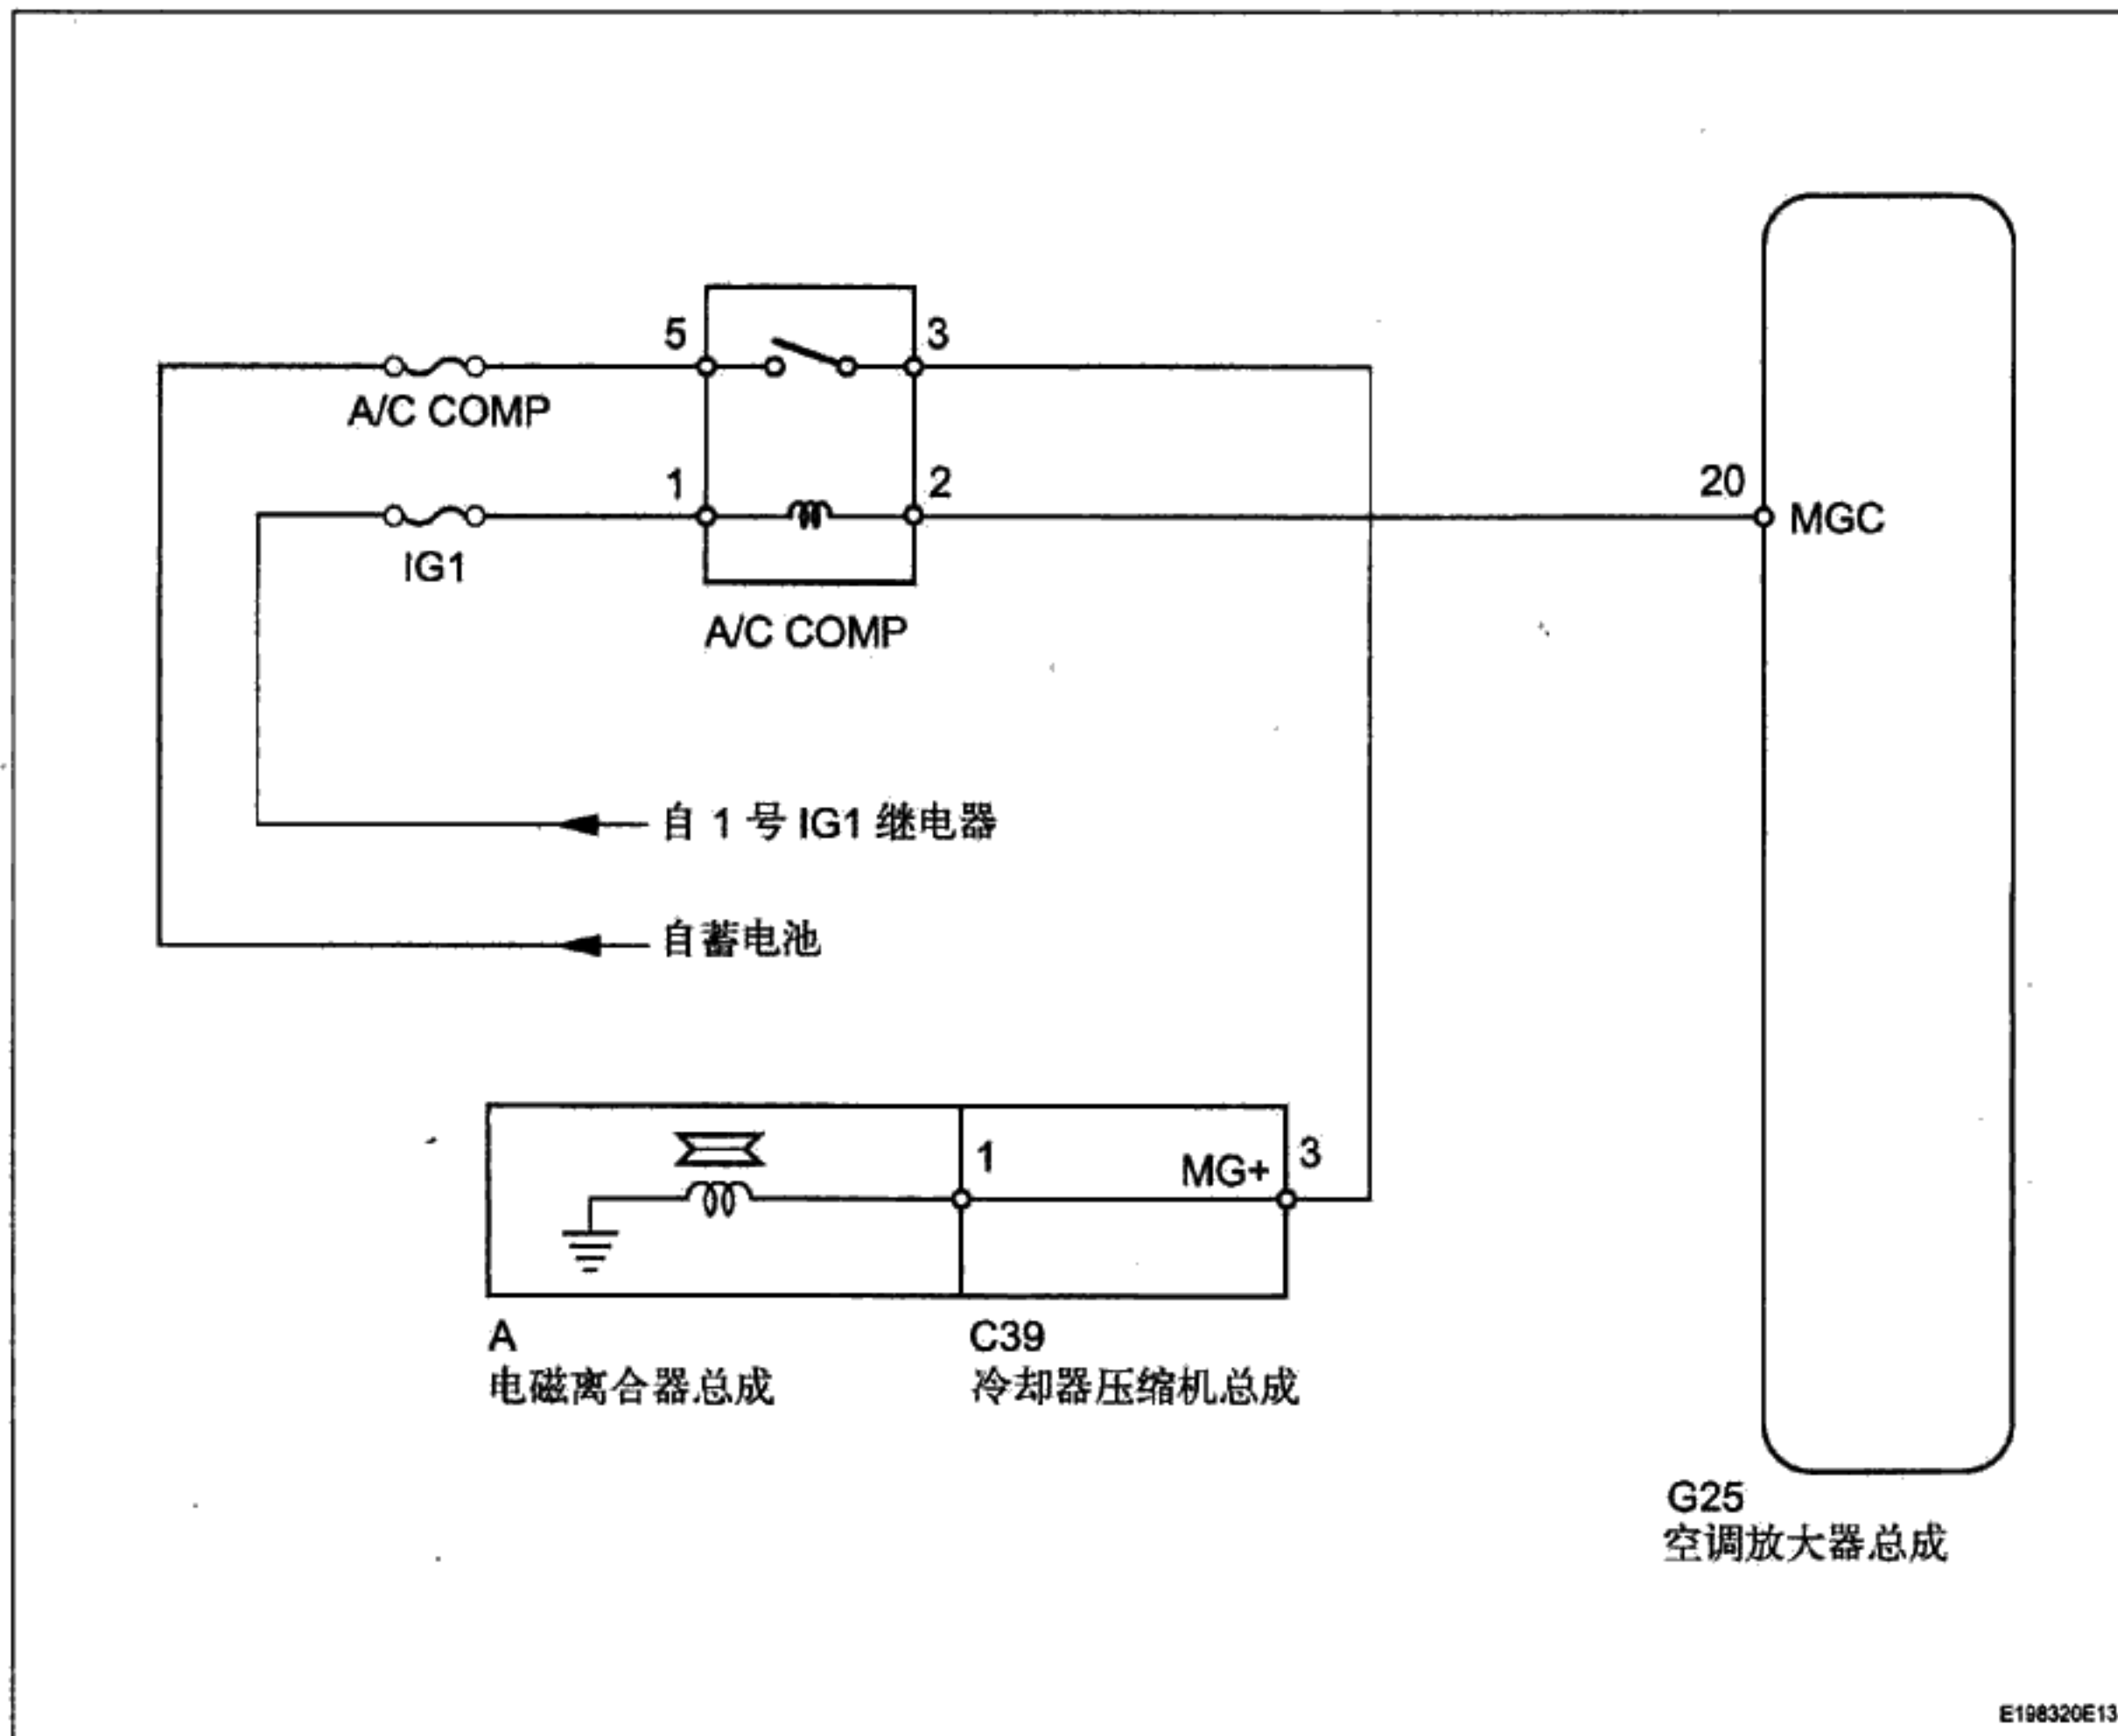 5
3
A/C COMP
1
2
20
MGC
IG1
A/C COMP
自 1 号 IG1 继电器
自蓄电池
1
MG+
3
A
C39
电磁离合器总成
冷却器压缩机总成
G25
空调放大器总成
E198320E13